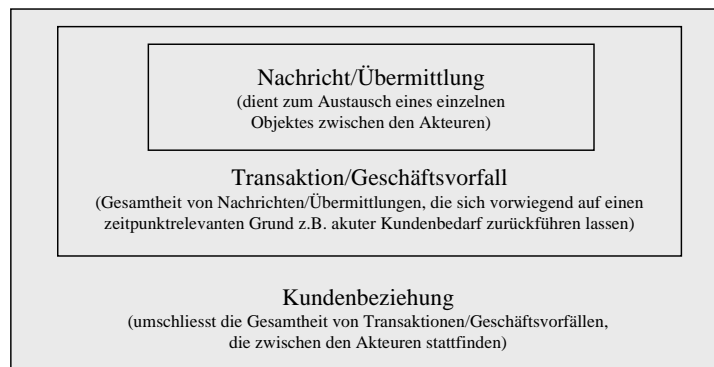 Nachricht/Übermittlung
(dient zum Austausch eines einzelnen
Objektes zwischen den Akteuren)
Transaktion/Geschäftsvorfall
(Gesamtheit von Nachrichten/Übermittlungen, die sich vorwiegend auf einen
zeitpunktrelevanten Grund z.B. akuter Kundenbedarf zurückführen lassen)
Kundenbeziehung
(umschliesst die Gesamtheit von Transaktionen/Geschäftsvorfällen,
die zwischen den Akteuren stattfinden)